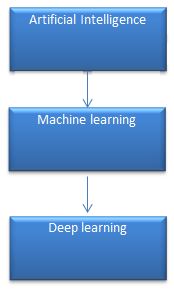 Artificial Intelligence
Machine learning
Deep learning